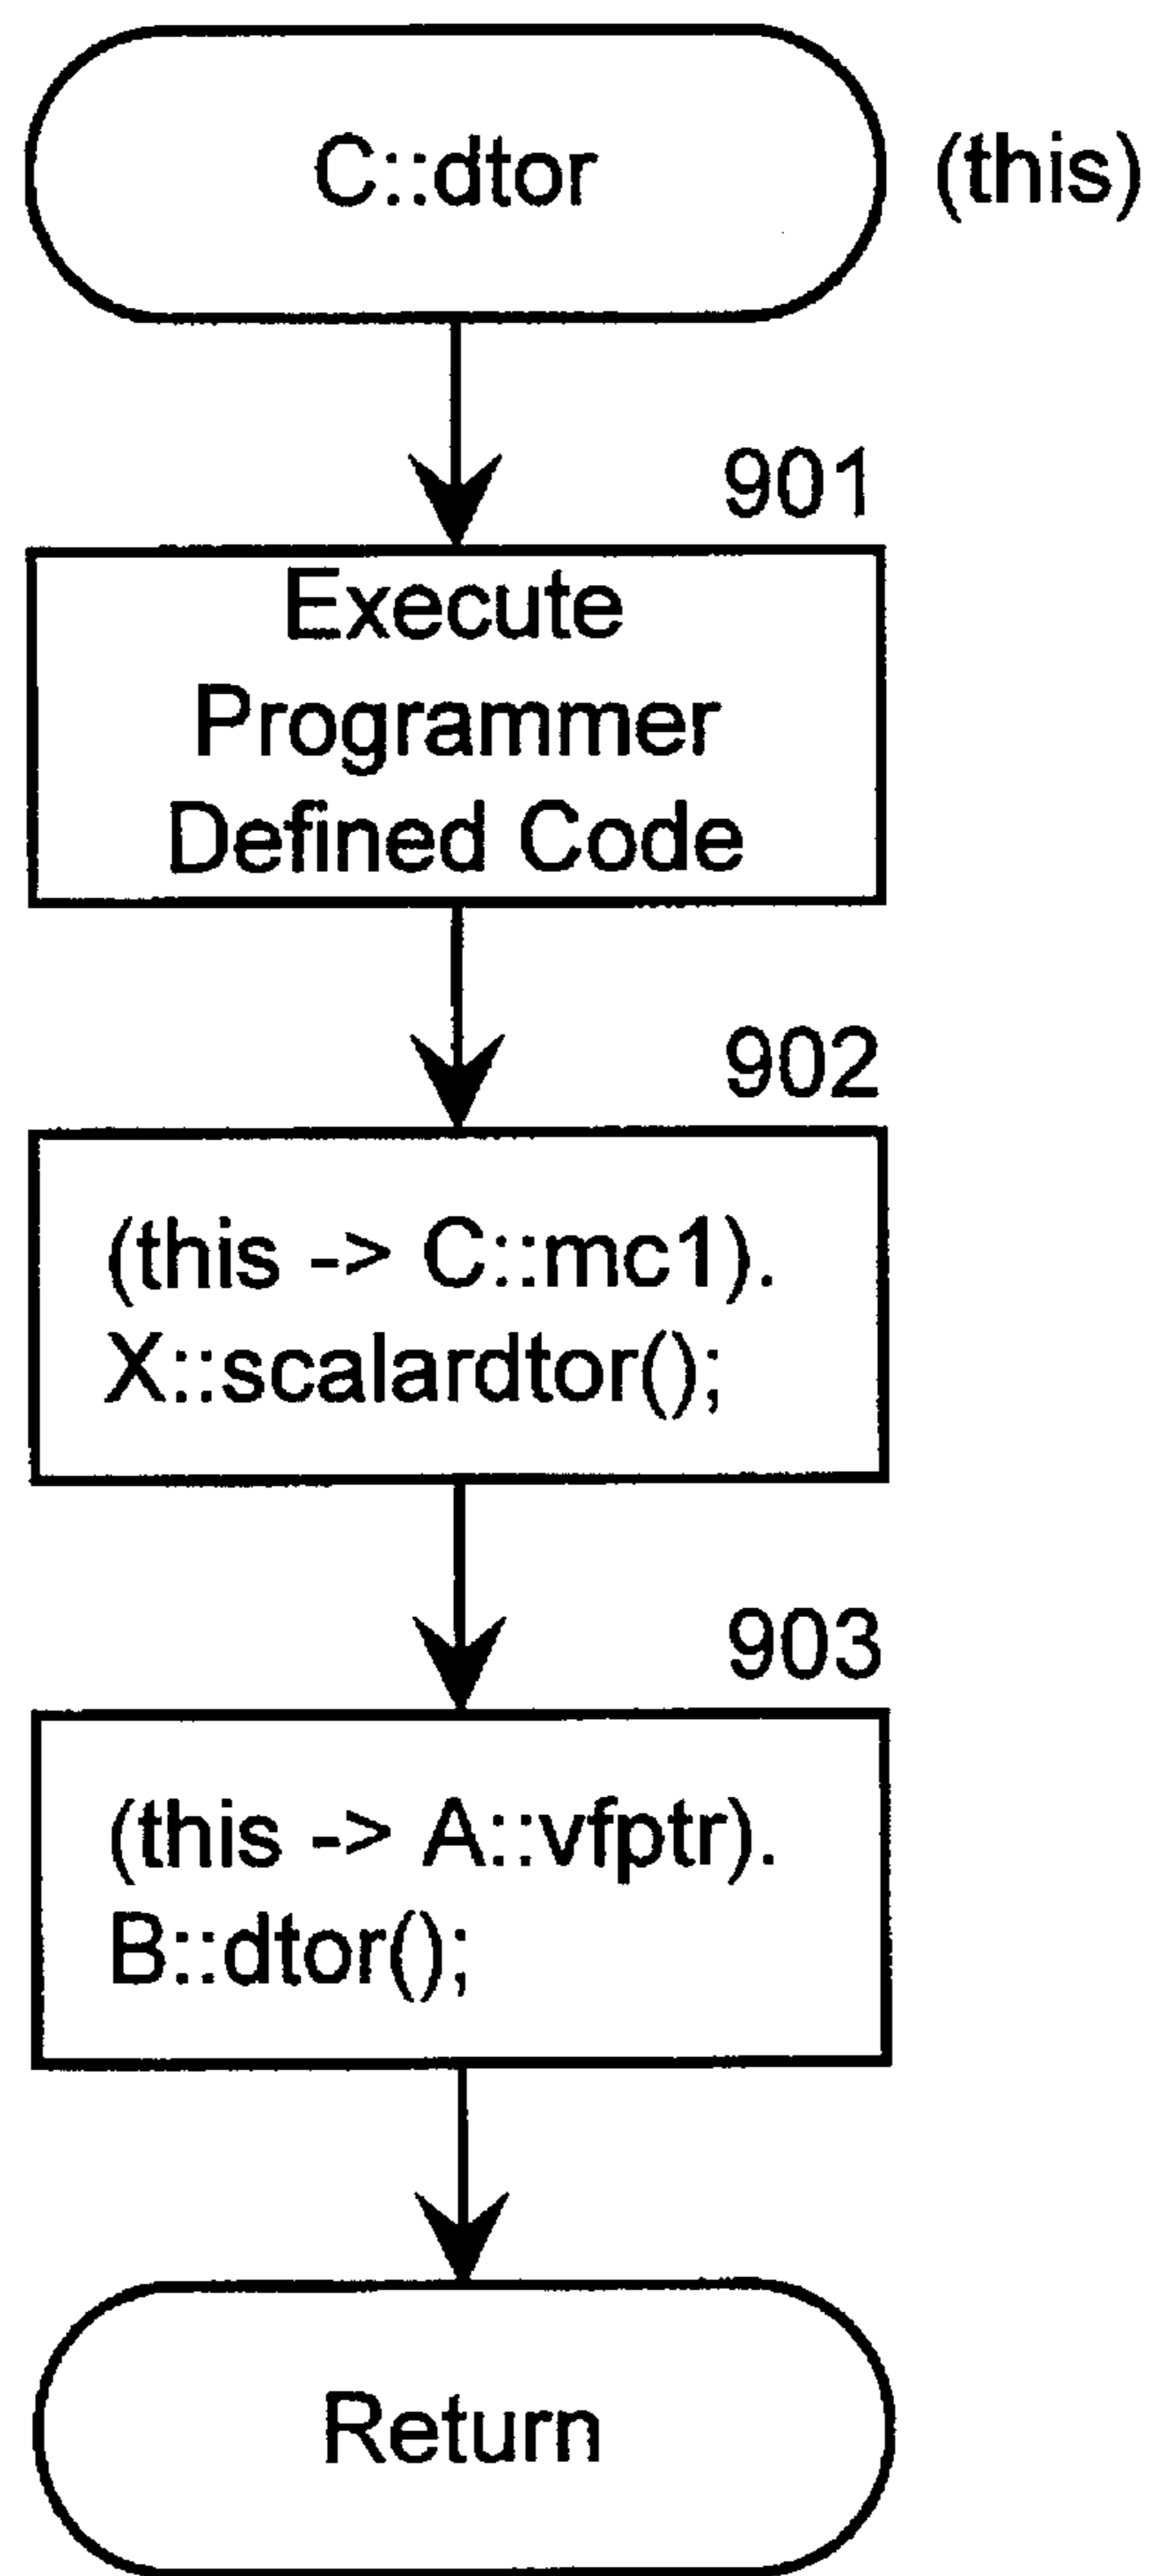 C::dtor (this)
901
Execute
Programmer
Defined Code
902
(this -> C::mc1).
X::scalardtor();
903
(this -> A::vfptr).
B::dtor();
Return